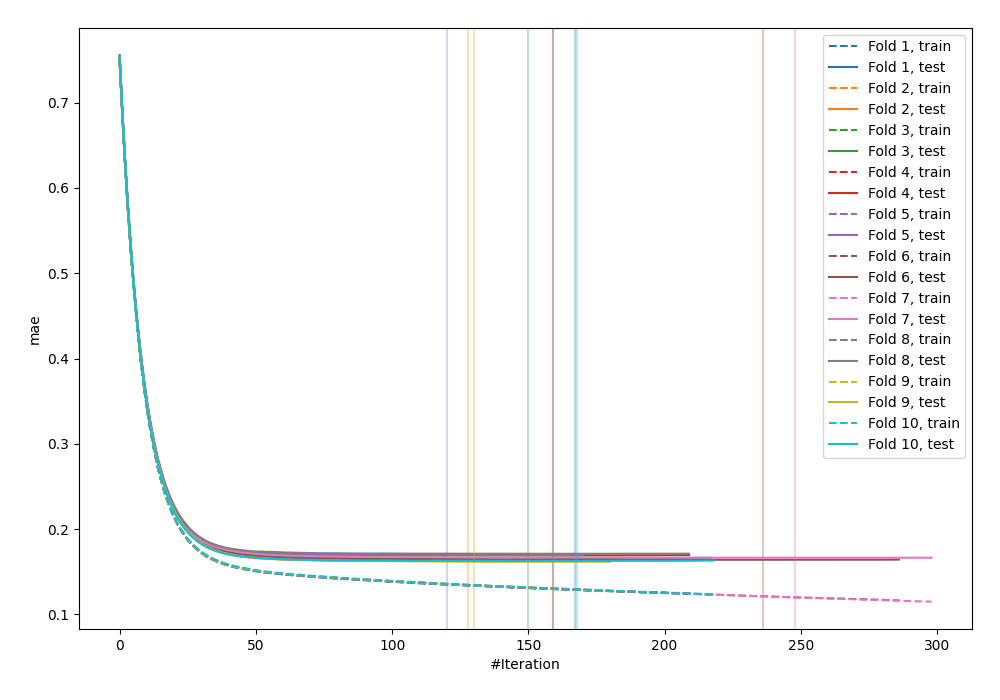 0.7
0.6
0.5
0.4
0.3
0.2
0.1
mae
0
50
100
150
200
250
300
#Iteration
Fold 1, train
Fold 1, test
Fold 2, train
Fold 2, test
Fold 3, train
Fold 3, test
Fold 4, train
Fold 4, test
Fold 5, train
Fold 5, test
Fold 6, train
Fold 6, test
Fold 7, train
Fold 7, test
Fold 8, train
Fold 8, test
Fold 9, train
Fold 9, test
Fold 10, train
Fold 10, test